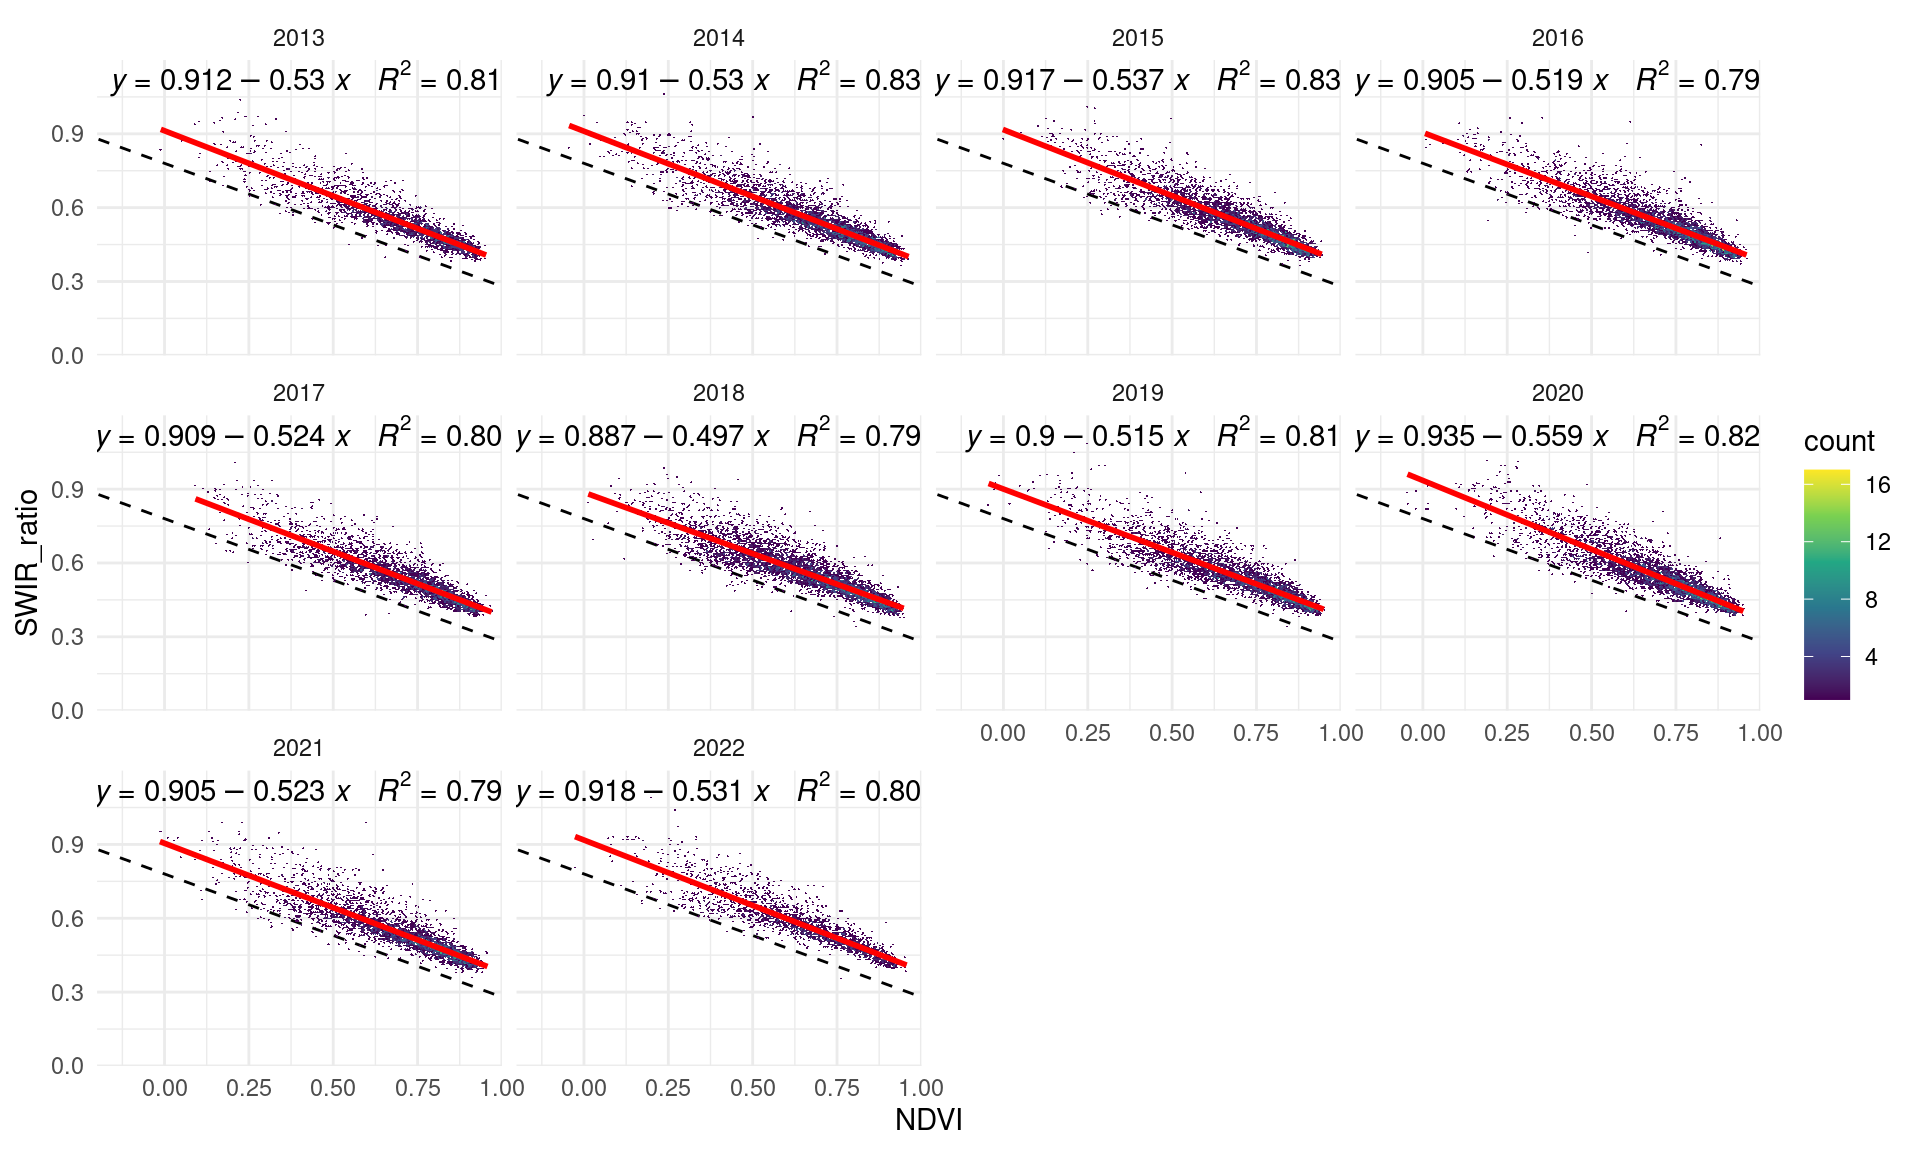 2013 2014 2015 2016
y = 0.912 − 0.53 x R² = 0.81 y = 0.91 − 0.53 x R² = 0.83 y = 0.917 − 0.537 x R² = 0.83 y = 0.905 − 0.519 x R² = 0.79
0.9
0.6
0.3
0.0
2017 2018 2019 2020
y = 0.909 − 0.524 x R² = 0.80 y = 0.887 − 0.497 x R² = 0.79 y = 0.9 − 0.515 x R² = 0.81 y = 0.935 − 0.559 x R² = 0.82
0.9
0.6
0.3
0.0
0.00 0.25 0.50 0.75 1.00 0.00 0.25 0.50 0.75 1.00
2021 2022
y = 0.905 − 0.523 x R² = 0.79 y = 0.918 − 0.531 x R² = 0.80
0.9
0.6
0.3
0.0
0.00 0.25 0.50 0.75 1.00 0.00 0.25 0.50 0.75 1.00
NDVI
SWIR_ratio
count
16
12
8
4